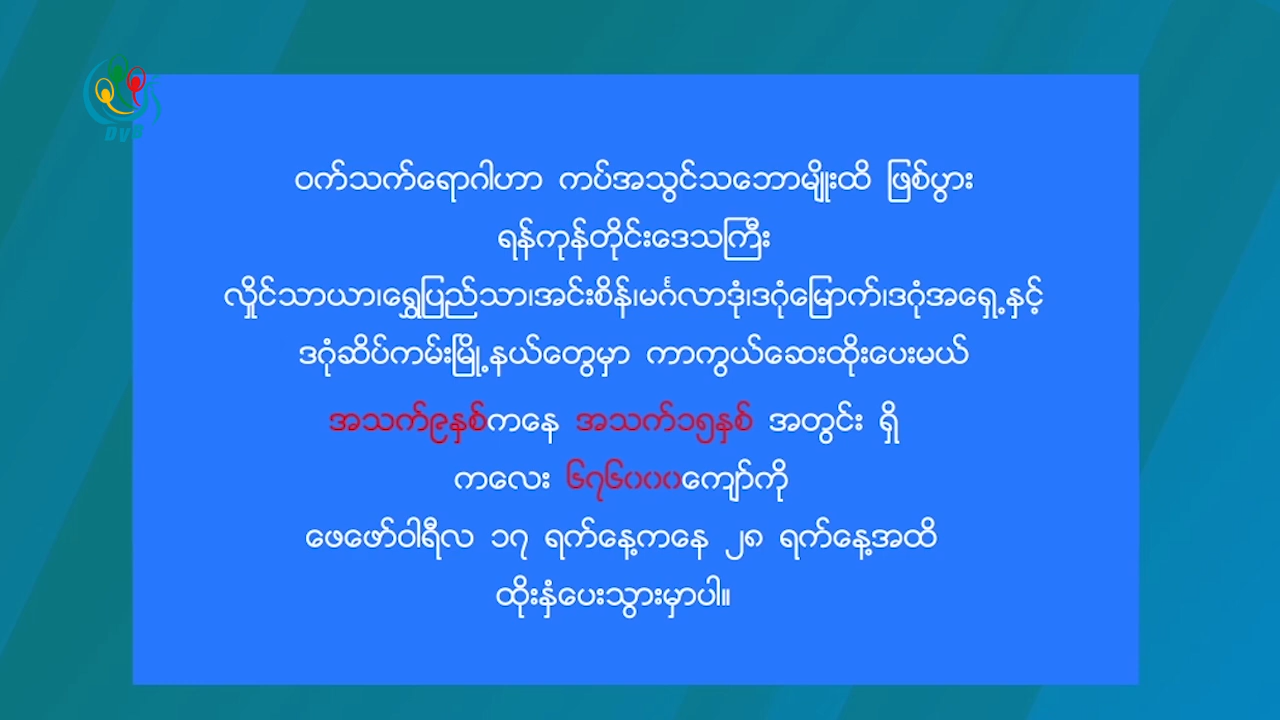 DVB
ဝက်သက်ရောဂါဟာ ကပ်အသွင်သဘောမျိုးထိ ဖြစ်ပွား
ရန်ကုန်တိုင်းဒေသကြီး
လှိုင်သာယာ၊ရွှေပြည်သာ၊အင်းစိန်၊မင်္ဂလာဒုံ၊ဒဂုံမြောက်၊ဒဂုံအရှေ့နှင့်
ဒဂုံဆိပ်ကမ်းမြို့နယ်တွေမှာ ကာကွယ်ဆေးထိုးပေးမယ်
အသက်၉နှစ်ကနေ အသက်၁၅နှစ် အတွင်း ရှိ
ကလေး ၆၇၆၀၀၀ကျော်ကို
ဖေဖော်ဝါရီလ ၁၇ ရက်နေ့ကနေ ၂၈ ရက်နေ့အထိ
ထိုးနှံပေးသွားမှာပါ။